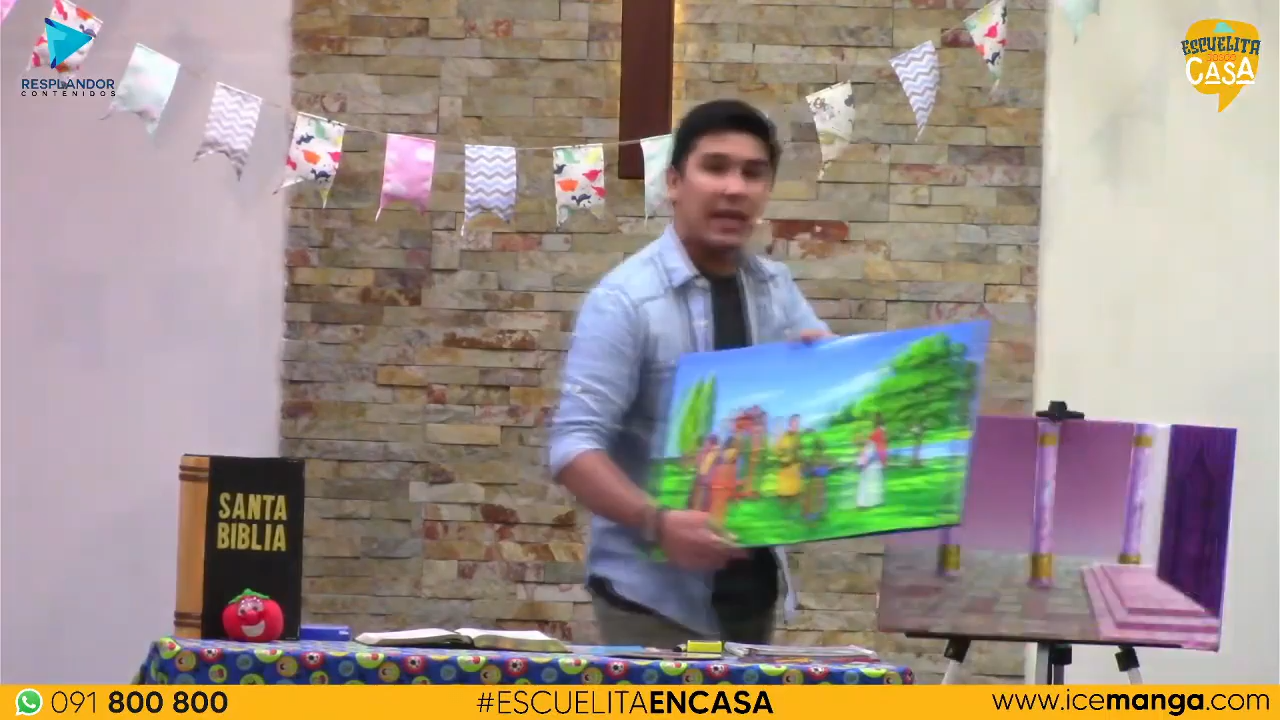 RESPLANDOR
CONTENIDOS
ESCUELITA
CASA
SANTA
BIBLIA
091 800 800
#ESCUELITAENCASA
www.icemanga.com